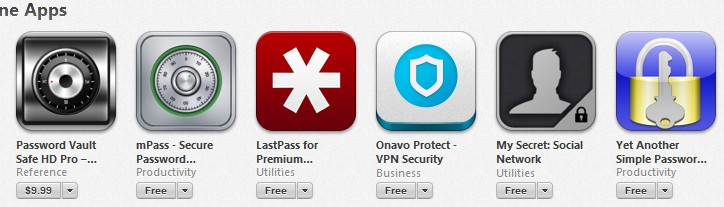 ne Apps
Password Vault
Safe HD Pro –...
Reference
$9.99
mPass - Secure
Password...
Productivity
Free
LastPass for
Premium...
Utilities
Free
Onavo Protect -
VPN Security
Business
Free
My Secret: Social
Network
Utilities
Free
Yet Another
Simple Passwor...
Productivity
Free